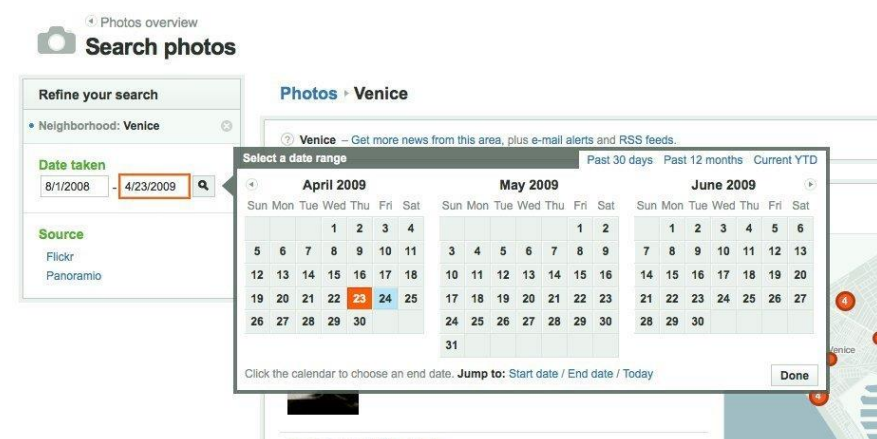 Photos overview
Search photos
Refine your search
Neighborhood: Venice
Date taken
8/1/2008 - 4/23/2009
Source
Flickr
Panoramio
Photos Venice
Venice – Get more news from this area, plus e-mail alerts and RSS feeds.
Select a date range Past 30 days Past 12 months Current YTD
April 2009 May 2009 June 2009
Sun Mon Tue Wed Thu Fri Sat Sun Mon Tue Wed Thu Fri Sat Sun Mon Tue Wed Thu Fri Sat
1 2 3 4 1 2 1 2 3 4 5 6
5 6 7 8 9 10 11 3 4 5 6 7 8 9 7 8 9 10 11 12 13
12 13 14 15 16 17 18 10 11 12 13 14 15 16 14 15 16 17 18 19 20
19 20 21 22 23 24 25 17 18 19 20 21 22 23 21 22 23 24 25 26 27
26 27 28 29 30 24 25 26 27 28 29 30 28 29 30
31
Click the calendar to choose an end date. Jump to: Start date / End date / Today
Done
4
Venice
4